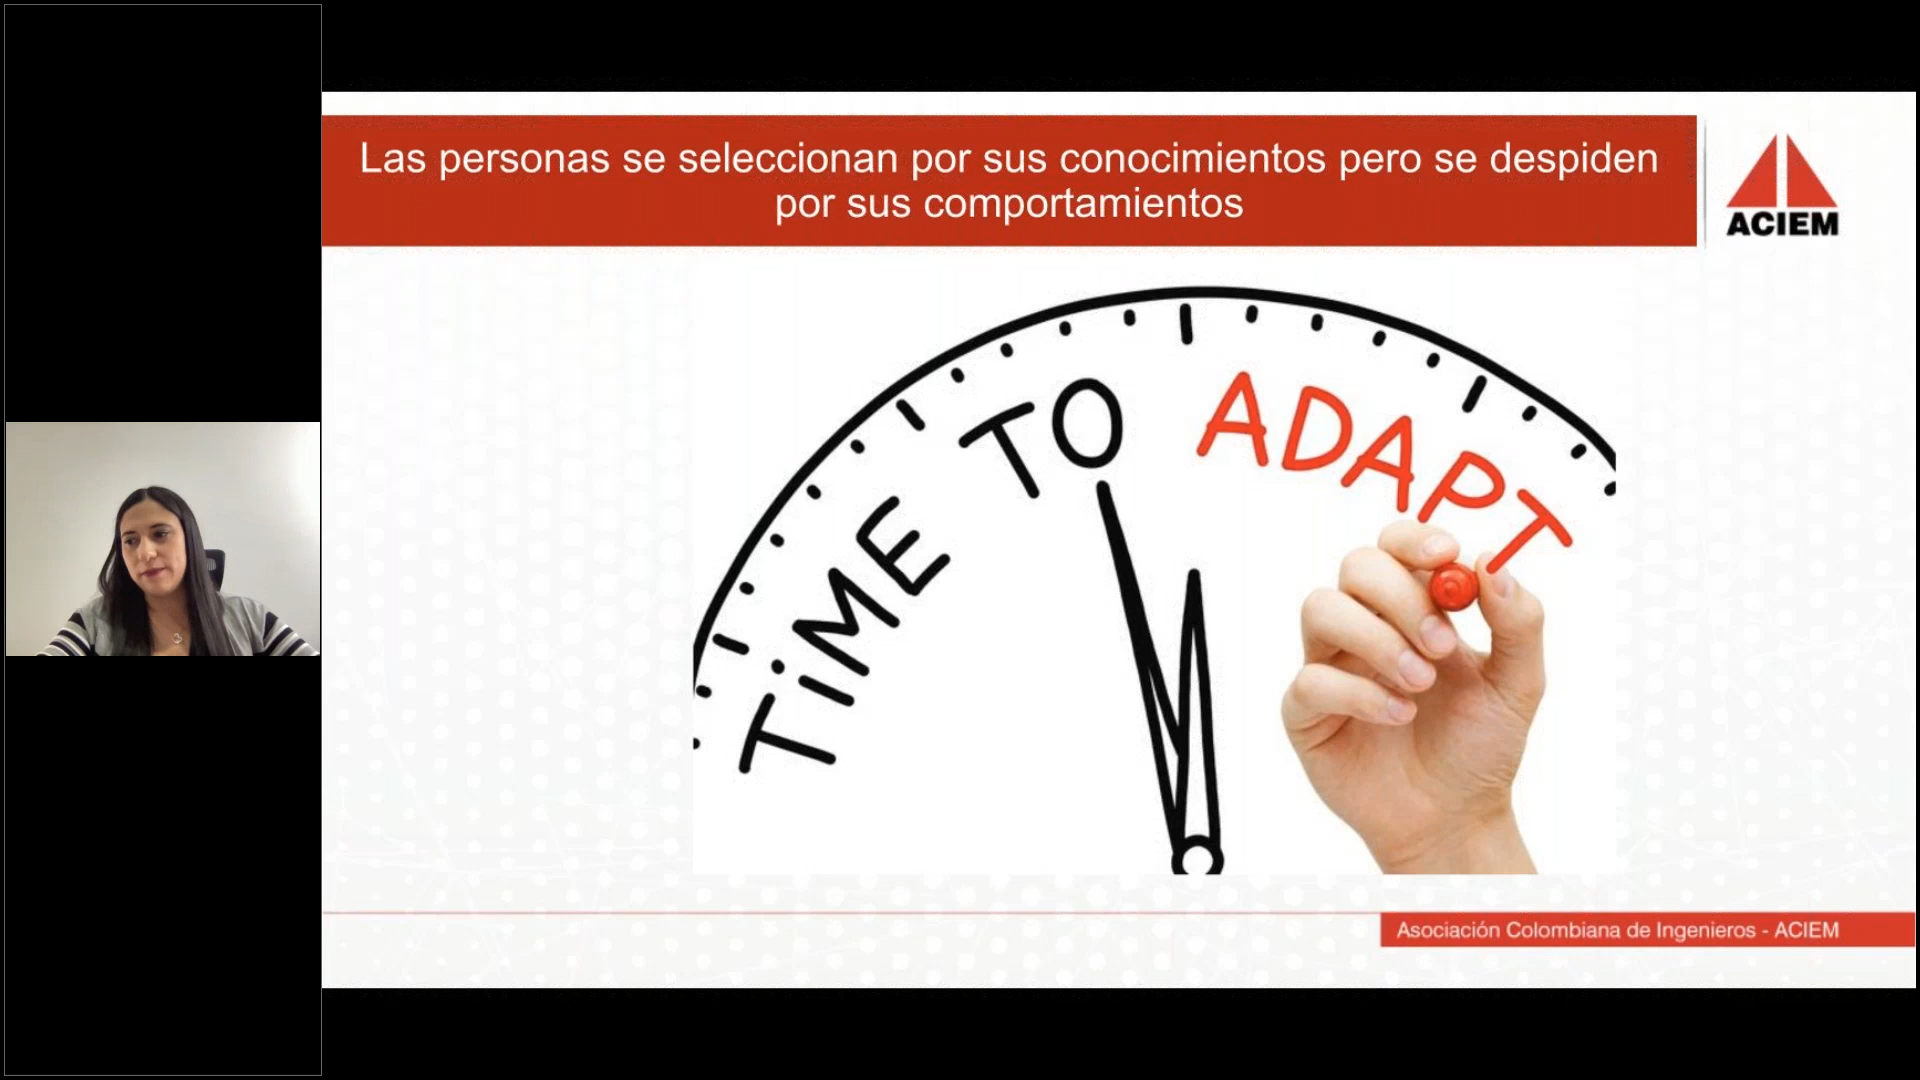 Las personas se seleccionan por sus conocimientos pero se despiden
por sus comportamientos
ACIEM
TiME TO ADAPT
Asociación Colombiana de Ingenieros - ACIEM